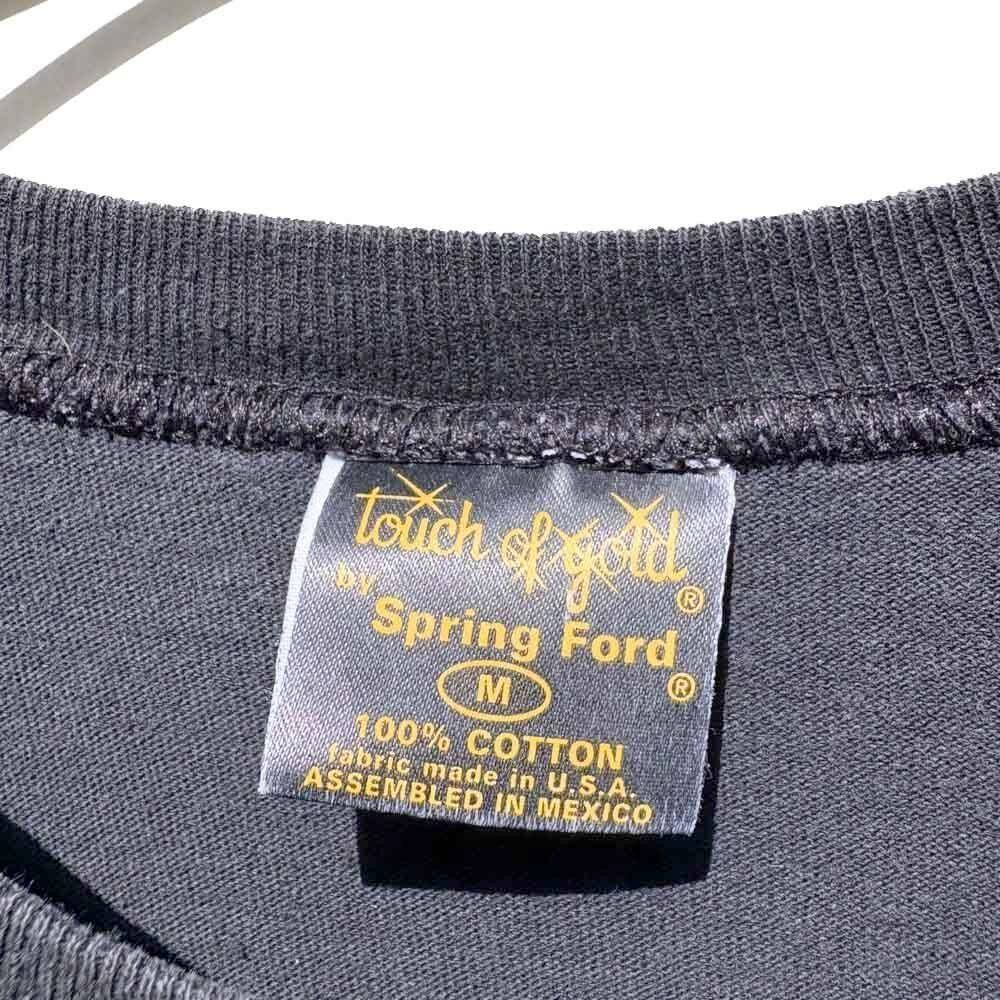 touch of gold®
by
Spring Ford®
M
100% COTTON
fabric made in U.S.A.
ASSEMBLED IN MEXICO